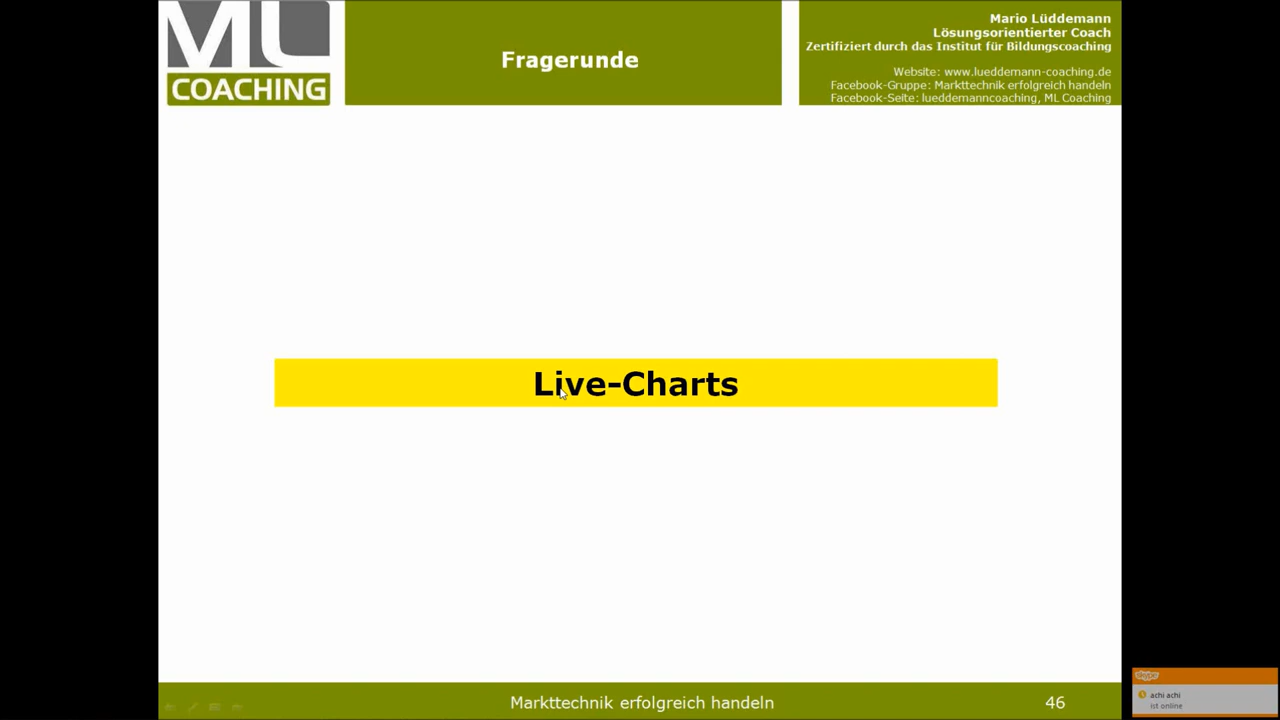 ML
COACHING
Fragerunde
Mario Lüddemann
Lösungsorientierter Coach
Zertifiziert durch das Institut für Bildungscoaching
Website: www.lueddemann-coaching.de
Facebook-Gruppe: Markttechnik erfolgreich handeln
Facebook-Seite: lueddemanncoaching, ML Coaching
Live-Charts
Markttechnik erfolgreich handeln
46
skype
achi achi
ist online